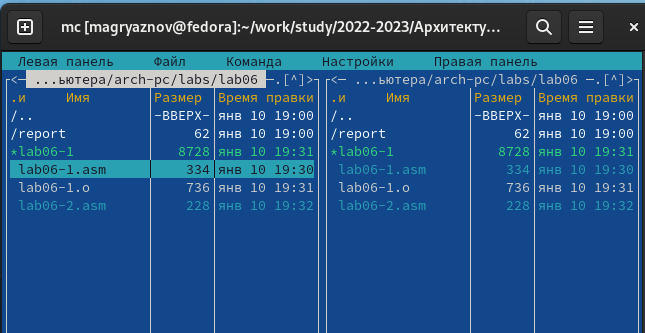 mc [magryaznov@fedora]:~/work/study/2022-2023/Архитекту...
Левая панель Файл Команда Настройки Правая панель
<— ...ьютера/arch-pc/labs/lab06 —.[^]> <— ...ьютера/arch-pc/labs/lab06 —.[^]>
.и Имя Размер Время правки .и Имя Размер Время правки
/.. -ВВЕРХ- янв 10 19:00 /.. -ВВЕРХ- янв 10 19:00
/report 62 янв 10 19:00 /report 62 янв 10 19:00
*lab06-1 8728 янв 10 19:31 *lab06-1 8728 янв 10 19:31
lab06-1.asm 334 янв 10 19:30 lab06-1.asm 334 янв 10 19:30
lab06-1.o 736 янв 10 19:31 lab06-1.o 736 янв 10 19:31
lab06-2.asm 228 янв 10 19:32 lab06-2.asm 228 янв 10 19:32